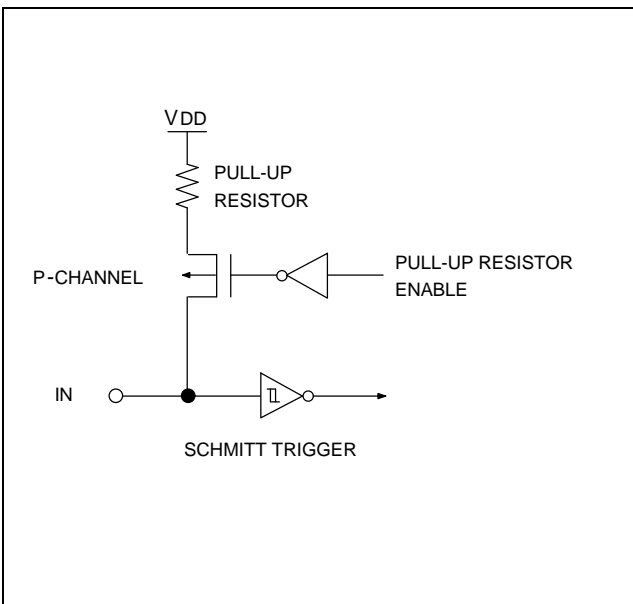 VDD
PULL-UP
RESISTOR
P-CHANNEL
PULL-UP RESISTOR
ENABLE
IN
SCHMITT TRIGGER